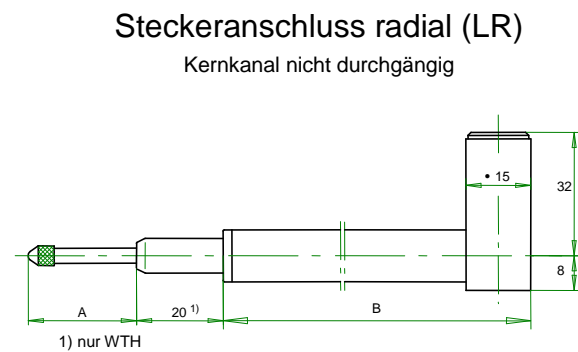 Steckeranschluss radial (LR)
Kernkanal nicht durchgängig
• 15
32
8
A
20 1)
B
1) nur WTH